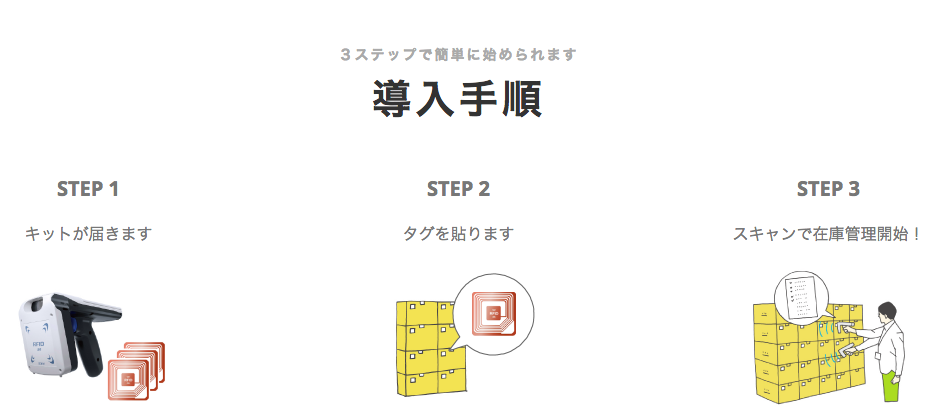 ３ステップで簡単に始められます
導入手順
STEP 1
キットが届きます
STEP 2
タグを貼ります
STEP 3
スキャンで在庫管理開始！
RFID